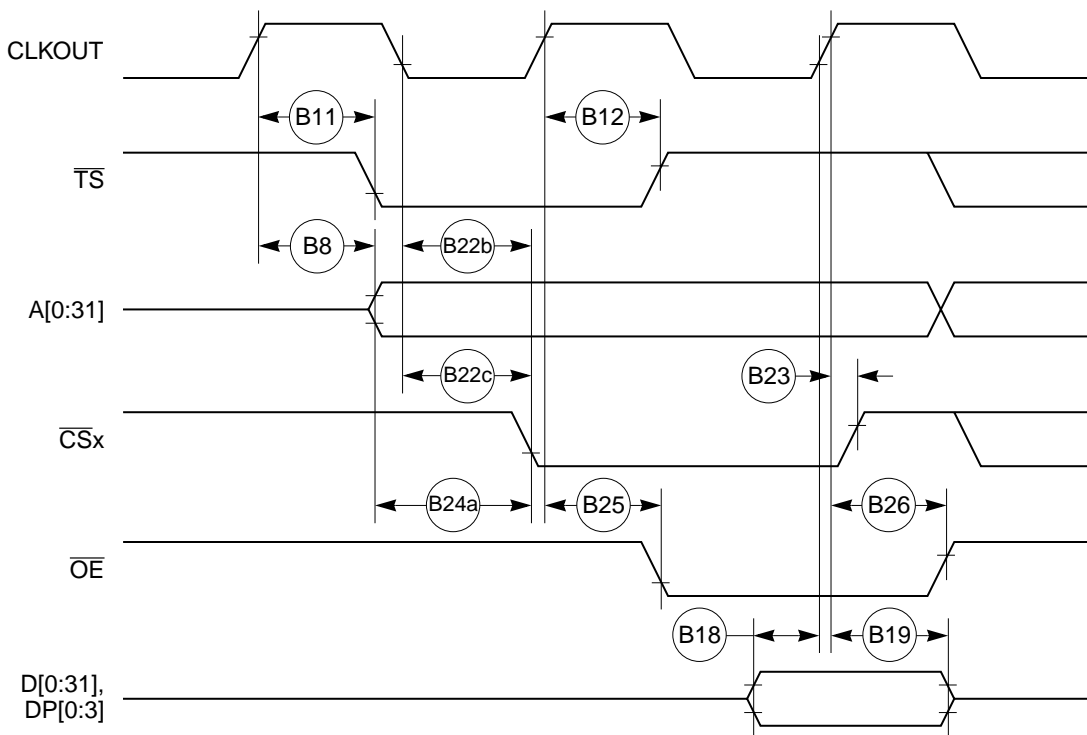 CLKOUT
B11
B12
TS
B8
B22b
A[0:31]
B22c
B23
CSx
B24a
B25
B26
OE
B18
B19
D[0:31],
DP[0:3]